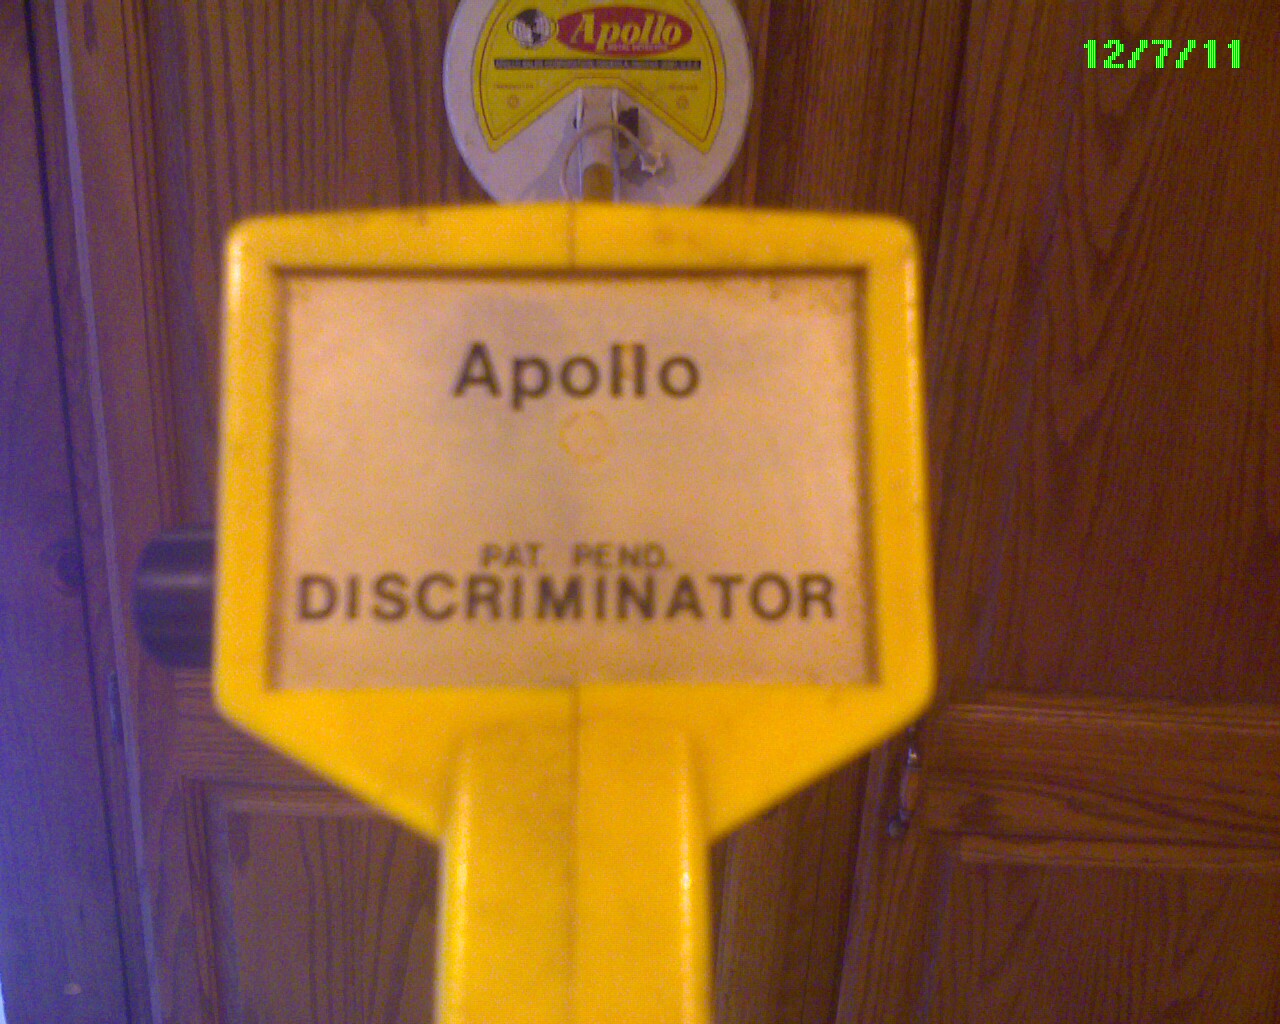 Apollo
12/7/11
Apollo
PAT. PEND.
DISCRIMINATOR